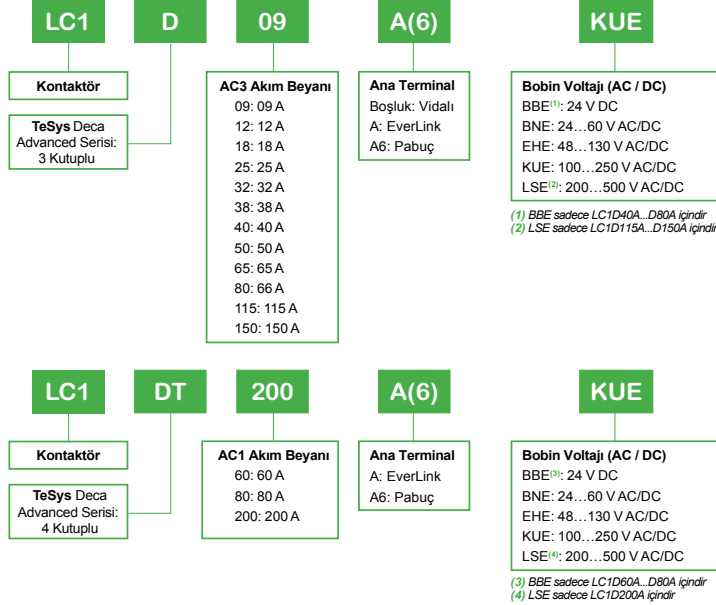 LC1 D 09 A(6) KUE
Kontaktör
TeSys Deca
Advanced Serisi:
3 Kutuplu
AC3 Akım Beyanı
09: 09 A
12: 12 A
18: 18 A
25: 25 A
32: 32 A
38: 38 A
40: 40 A
50: 50 A
65: 65 A
80: 66 A
115: 115 A
150: 150 A
Ana Terminal
Boşluk: Vidalı
A: EverLink
A6: Pabuç
Bobin Voltajı (AC / DC)
BBE(1): 24 V DC
BNE: 24…60 V AC/DC
EHE: 48…130 V AC/DC
KUE: 100…250 V AC/DC
LSE(2): 200…500 V AC/DC
(1) BBE sadece LC1D40A...D80A içindir
(2) LSE sadece LC1D115A...D150A içindir
LC1 DT 200 A(6) KUE
Kontaktör
TeSys Deca
Advanced Serisi:
4 Kutuplu
AC1 Akım Beyanı
60: 60 A
80: 80 A
200: 200 A
Ana Terminal
A: EverLink
A6: Pabuç
Bobin Voltajı (AC / DC)
BBE(3): 24 V DC
BNE: 24…60 V AC/DC
EHE: 48…130 V AC/DC
KUE: 100…250 V AC/DC
LSE(4): 200…500 V AC/DC
(3) BBE sadece LC1D60A...D80A içindir
(4) LSE sadece LC1D200A içindir